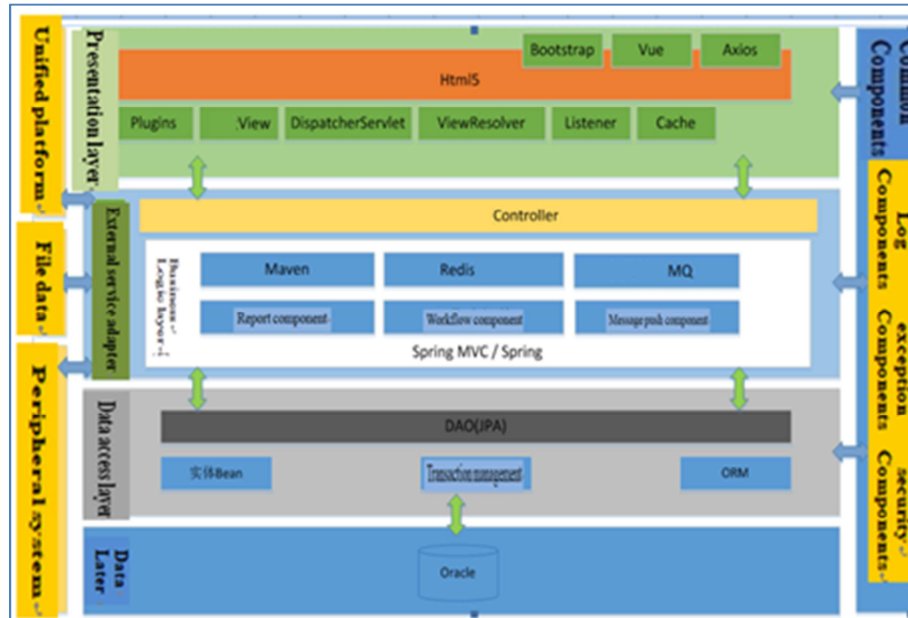 Unified platform
File data
Peripheral system
Presentation layer
Bootstrap
Vue
Axios
Html5
Plugins
:View
DispatcherServlet
ViewResolver
Listener
Cache
External service adapter
Controller
Business
Logic layer
Maven
Redis
MQ
Report component
Workflow component
Message push component
Spring MVC / Spring
Data access layer
DAO(JPA)
实体Bean
Transaction management
ORM
Data
Later
Oracle
Common
Components
Log
Components
exception
Components
security
Components